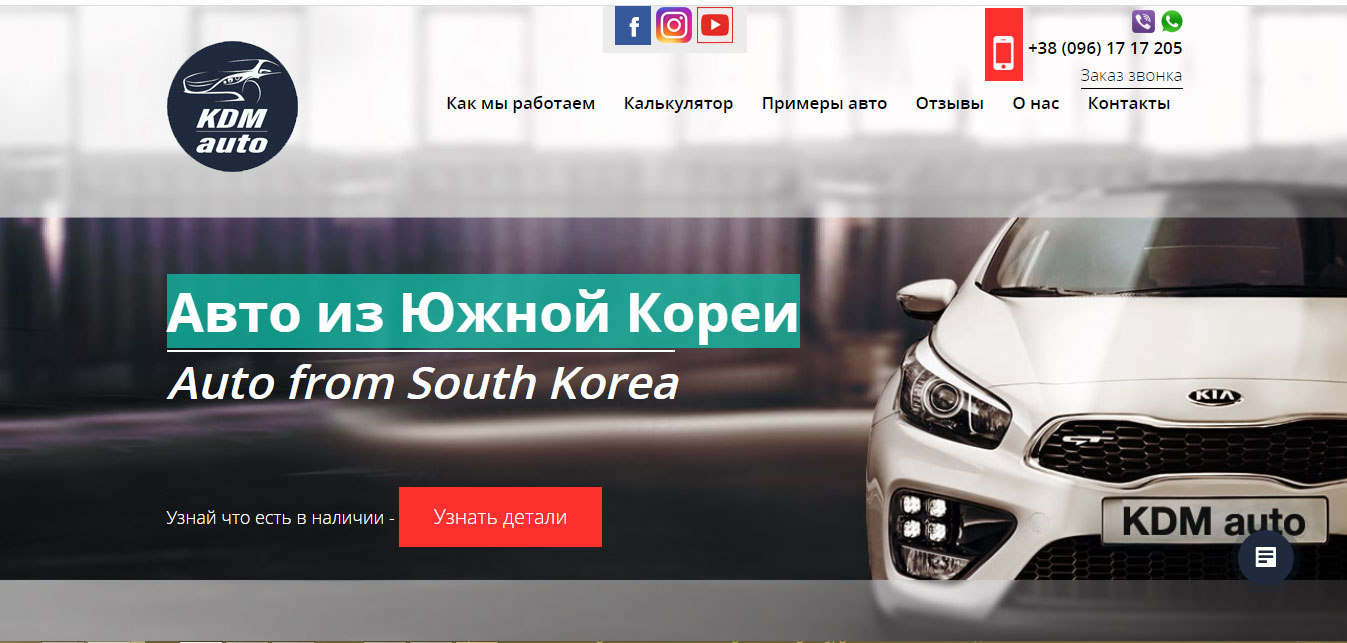 f
+38 (096) 17 17 205
Заказ звонка
KDM
auto
Как мы работаем Калькулятор Примеры авто Отзывы О нас Контакты
Авто из Южной Кореи
Auto from South Korea
KIA
GT
Узнай что есть в наличии - Узнать детали
KDM auto